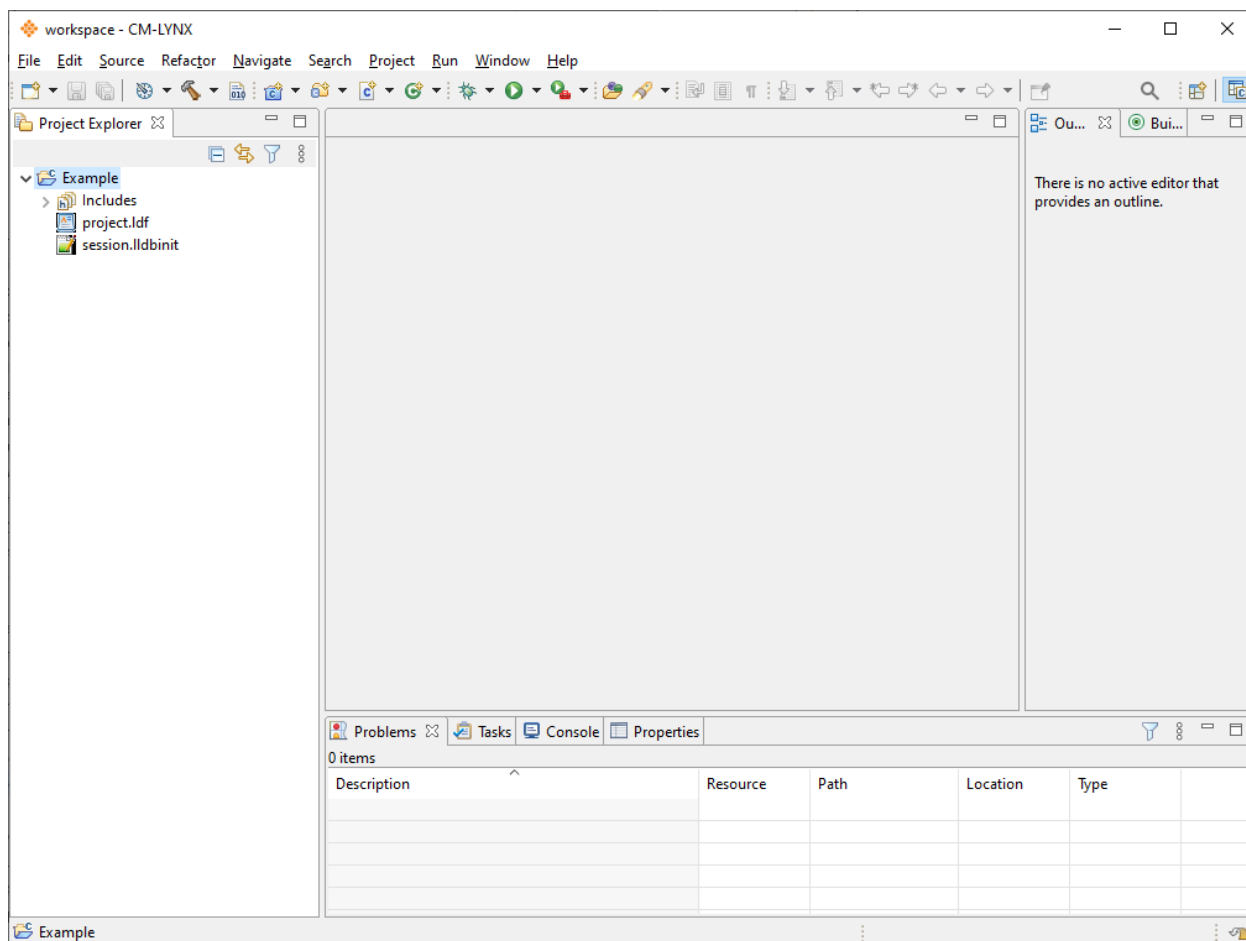 workspace - CM-LYNX
File Edit Source Refactor Navigate Search Project Run Window Help
010
Project Explorer
Ou... Bui...
Example
Includes
project.ldf
session.lldbinit
There is no active editor that
provides an outline.
Problems Tasks Console Properties
0 items
Description Resource Path Location Type
Example